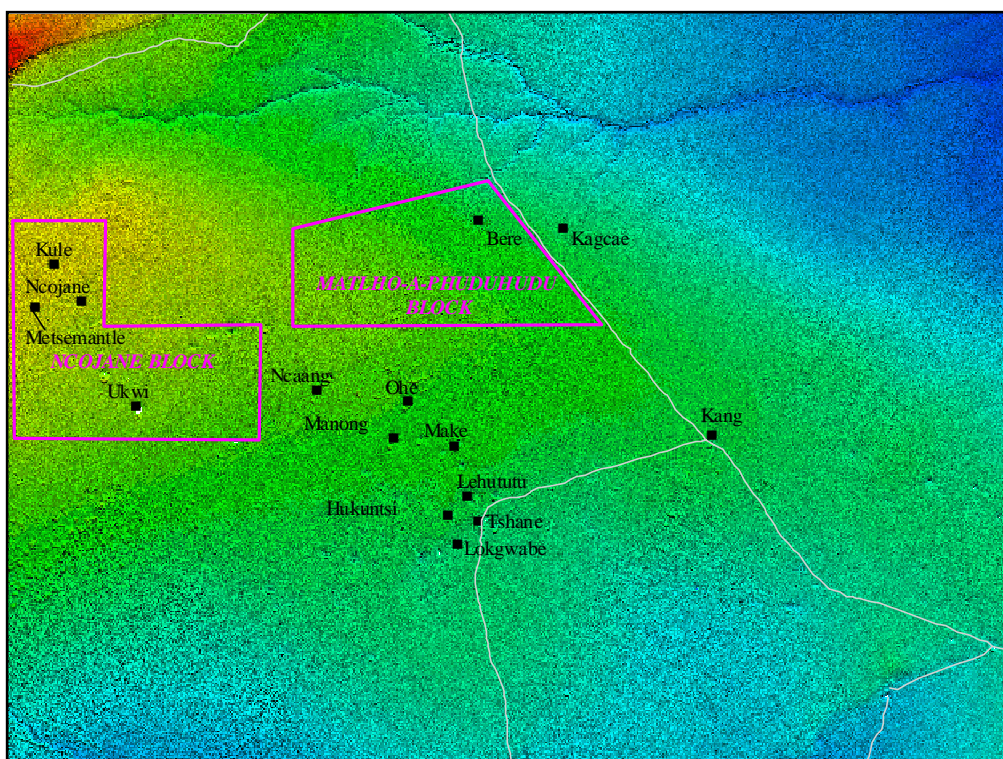 Bere
Kagcae
Kule
MATLHO-A-PHUDUHUDU
BLOCK
Ncojane
Metsemantle
NCOJANE BLOCK
Ncaang
Ohe
Ukwi
Manong
Make
Kang
Lehututu
Hukuntsi
Tshane
Lokgwabe